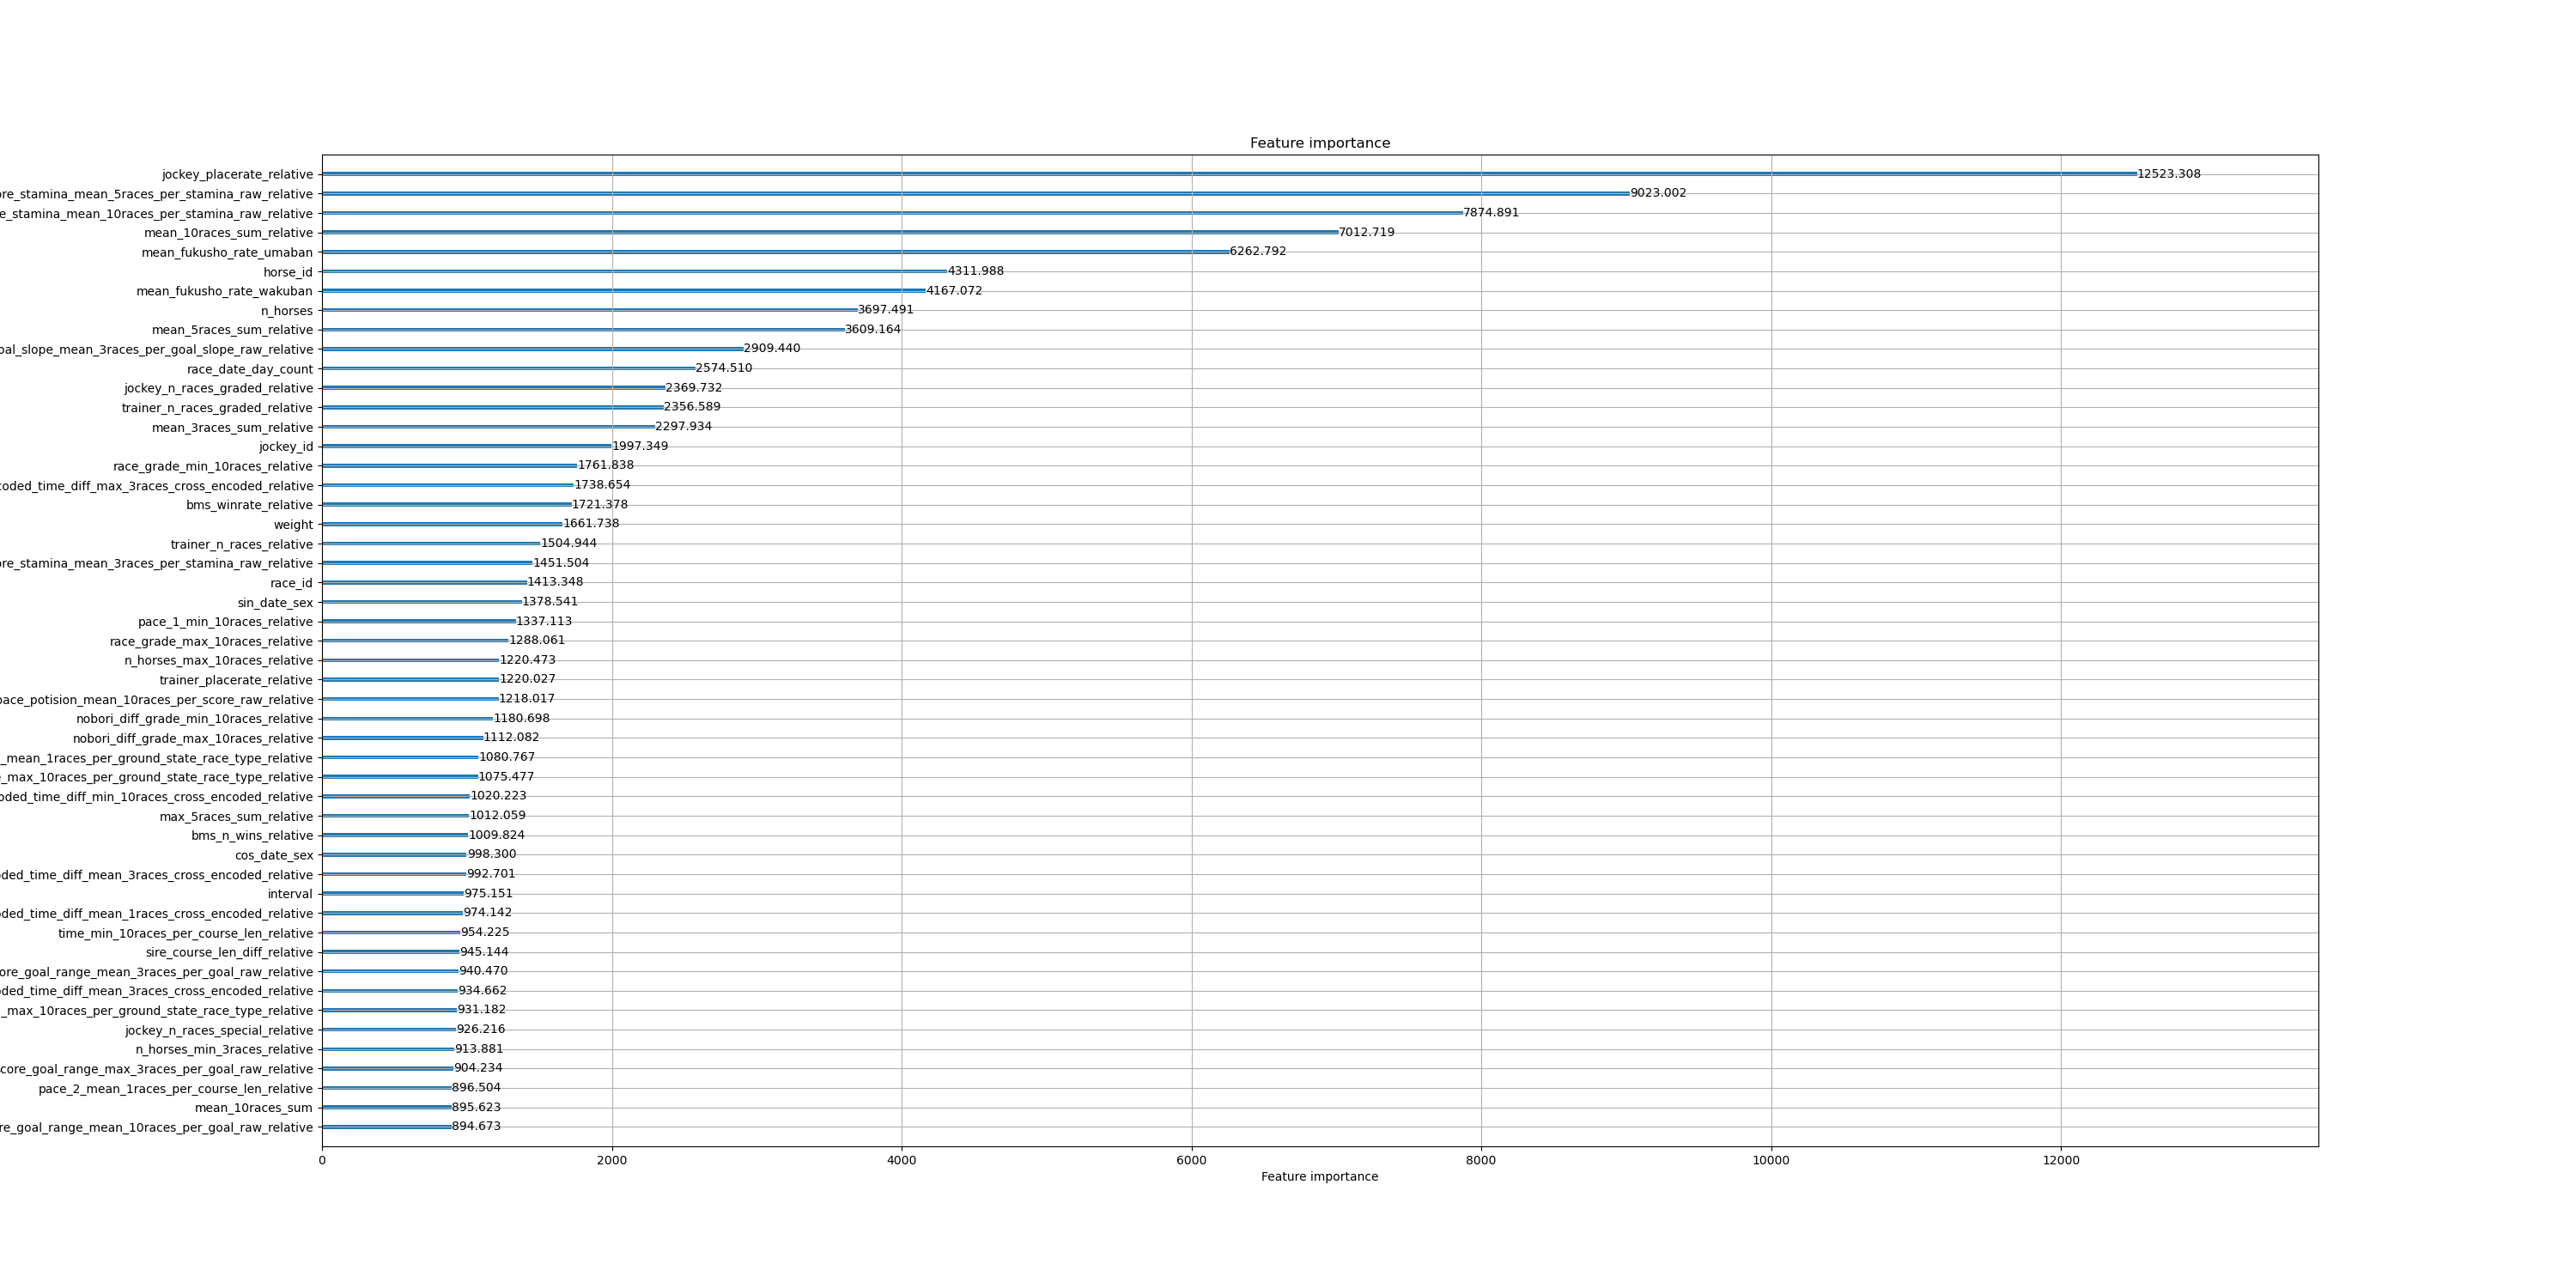 Feature importance
jockey_placerate_relative 12523.308
ore_stamina_mean_5races_per_stamina_raw_relative 9023.002
e_stamina_mean_10races_per_stamina_raw_relative 7874.891
mean_10races_sum_relative 7012.719
mean_fukusho_rate_umaban 6262.792
horse_id 4311.988
mean_fukusho_rate_wakuban 4167.072
n_horses 3697.491
mean_5races_sum_relative 3609.164
oal_slope_mean_3races_per_goal_slope_raw_relative 2909.440
race_date_day_count 2574.510
jockey_n_races_graded_relative 2369.732
trainer_n_races_graded_relative 2356.589
mean_3races_sum_relative 2297.934
jockey_id 1997.349
race_grade_min_10races_relative 1761.838
coded_time_diff_max_3races_cross_encoded_relative 1738.654
bms_winrate_relative 1721.378
weight 1661.738
trainer_n_races_relative 1504.944
ore_stamina_mean_3races_per_stamina_raw_relative 1451.504
race_id 1413.348
sin_date_sex 1378.541
pace_1_min_10races_relative 1337.113
race_grade_max_10races_relative 1288.061
n_horses_max_10races_relative 1220.473
trainer_placerate_relative 1220.027
pace_potision_mean_10races_per_score_raw_relative 1218.017
nobori_diff_grade_min_10races_relative 1180.698
nobori_diff_grade_max_10races_relative 1112.082
_mean_1races_per_ground_state_race_type_relative 1080.767
_max_10races_per_ground_state_race_type_relative 1075.477
oded_time_diff_min_10races_cross_encoded_relative 1020.223
max_5races_sum_relative 1012.059
bms_n_wins_relative 1009.824
cos_date_sex 998.300
ded_time_diff_mean_3races_cross_encoded_relative 992.701
interval 975.151
ded_time_diff_mean_1races_cross_encoded_relative 974.142
time_min_10races_per_course_len_relative 954.225
sire_course_len_diff_relative 945.144
ore_goal_range_mean_3races_per_goal_raw_relative 940.470
ded_time_diff_mean_3races_cross_encoded_relative 934.662
_max_10races_per_ground_state_race_type_relative 931.182
jockey_n_races_special_relative 926.216
n_horses_min_3races_relative 913.881
core_goal_range_max_3races_per_goal_raw_relative 904.234
pace_2_mean_1races_per_course_len_relative 896.504
mean_10races_sum 895.623
re_goal_range_mean_10races_per_goal_raw_relative 894.673
0 2000 4000 6000 8000 10000 12000
Feature importance